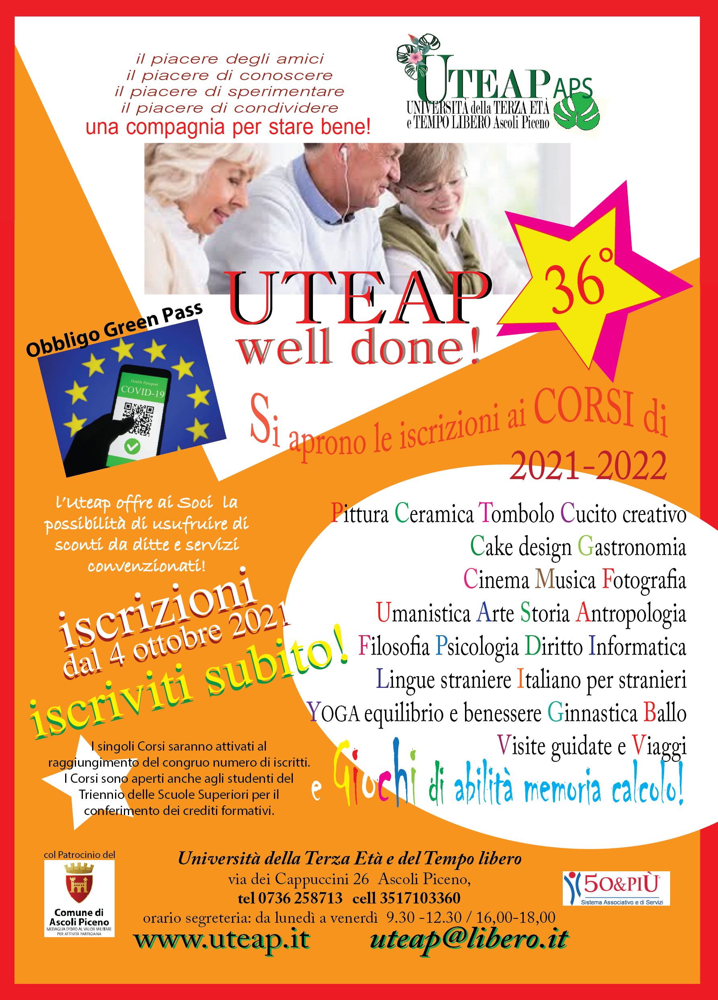 il piacere degli amici
il piacere di conoscere
il piacere di sperimentare
il piacere di condividere
una compagnia per stare bene!
UTEAP APS
UNIVERSITÀ della TERZA ETÀ
e TEMPO LIBERO Ascoli Piceno
36°
UTEAP
well done!
Obbligo Green Pass
Health Passport
COVID-19
Si aprono le iscrizioni ai CORSI di
2021-2022
l'Uteap offre ai Soci la
possibilità di usufruire di
sconti da ditte e servizi
convenzionati!
iscrizioni
dal 4 ottobre 2021
iscriviti subito!
Pittura Ceramica Tombolo Cucito creativo
Cake design Gastronomia
Cinema Musica Fotografia
Umanistica Arte Storia Antropologia
Filosofia Psicologia Diritto Informatica
Lingue straniere Italiano per stranieri
YOGA equilibrio e benessere Ginnastica Ballo
Visite guidate e Viaggi
e Giochi di abilità memoria calcolo!
I singoli Corsi saranno attivati al
raggiungimento del congruo numero di iscritti.
I Corsi sono aperti anche agli studenti del
Triennio delle Scuole Superiori per il
conferimento dei crediti formativi.
col Patrocinio del
Comune di
Ascoli Piceno
MEDAGLIA D'ORO AL VALOR MILITARE
PER ATTIVITÀ PARTIGIANA
Università della Terza Età e del Tempo libero
via dei Cappuccini 26 Ascoli Piceno,
tel 0736 258713 cell 3517103360
orario segreteria: da lunedì a venerdì 9.30 -12.30 / 16,00-18,00
www.uteap.it uteap@libero.it
50&PIÙ
Sistema Associativo e di Servizi